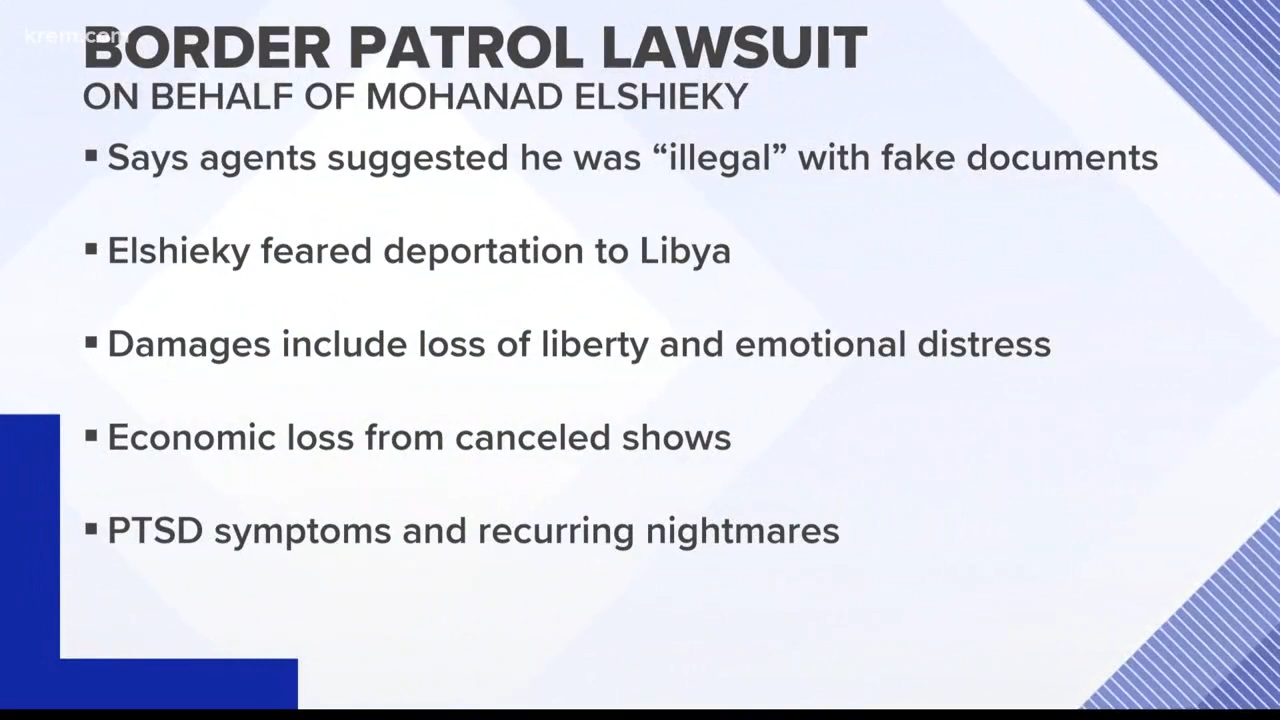 krem.com
BORDER PATROL LAWSUIT
ON BEHALF OF MOHANAD ELSHIEKY
▪ Says agents suggested he was “illegal” with fake documents
▪ Elshieky feared deportation to Libya
▪ Damages include loss of liberty and emotional distress
▪ Economic loss from canceled shows
▪ PTSD symptoms and recurring nightmares